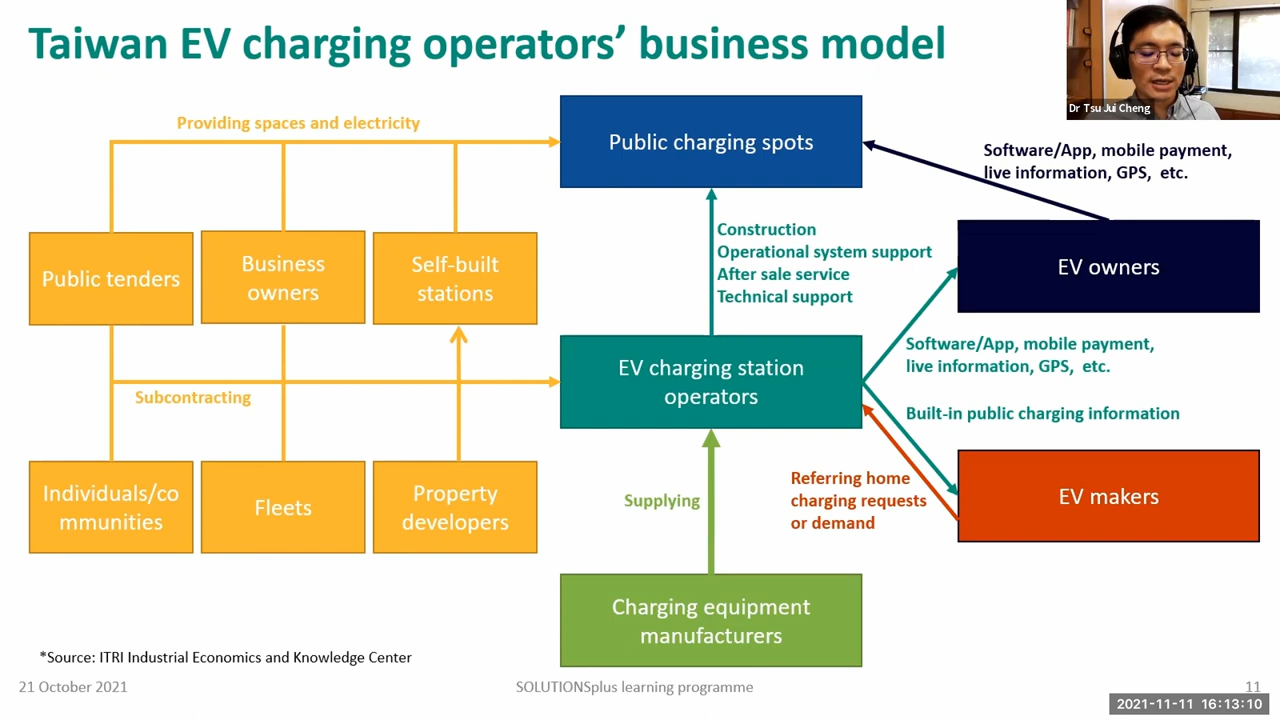 Taiwan EV charging operators’ business model
Dr Tsu Jui Cheng
Providing spaces and electricity
Public charging spots
Software/App, mobile payment,
live information, GPS,  etc.
Public tenders
Business
owners
Self-built
stations
Construction
Operational system support
After sale service
Technical support
EV owners
EV charging station
operators
Software/App, mobile payment,
live information, GPS,  etc.
Subcontracting
Built-in public charging information
Individuals/co
mmunities
Fleets
Property
developers
Supplying
Referring home
charging requests
or demand
EV makers
Charging equipment
manufacturers
*Source: ITRI Industrial Economics and Knowledge Center
21 October 2021
SOLUTIONSplus learning programme
11
2021-11-11 16:13:10